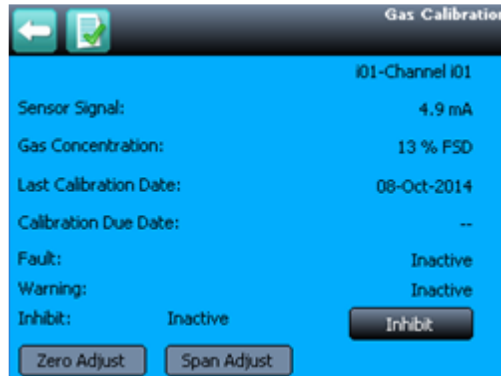 Gas Calibration
i01-Channel i01
Sensor Signal: 4.9 mA
Gas Concentration: 13 % FSD
Last Calibration Date: 08-Oct-2014
Calibration Due Date: --
Fault: Inactive
Warning: Inactive
Inhibit: Inactive Inhibit
Zero Adjust Span Adjust